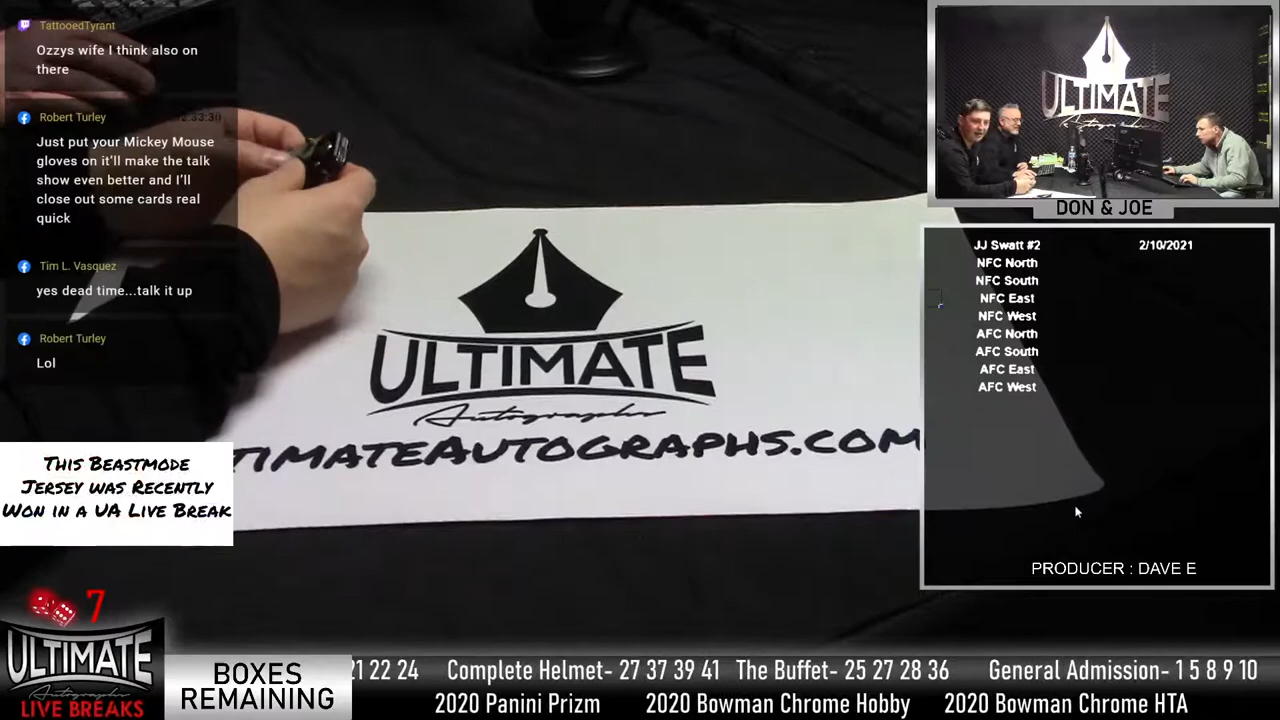 TattooedTyrant
Ozzys wife I think also on
there
Robert Turley
Just put your Mickey Mouse
gloves on it'll make the talk
show even better and I'll
close out some cards real
quick
Tim L. Vasquez
yes dead time...talk it up
Robert Turley
Lol
This Beastmode
Jersey was Recently
Won in a UA Live Break
ULTIMATE
Autographs
TIMATEAUTOGRAPHS.COM
ULTIMATE
Autographs
DON & JOE
JJ Swatt #2 2/10/2021
NFC North
NFC South
NFC East
NFC West
AFC North
AFC South
AFC East
AFC West
PRODUCER : DAVE E
7
ULTIMATE
Autographs
LIVE BREAKS
BOXES
REMAINING
21 22 24 Complete Helmet- 27 37 39 41 The Buffet- 25 27 28 36 General Admission- 1 5 8 9 10
2020 Panini Prizm 2020 Bowman Chrome Hobby 2020 Bowman Chrome HTA